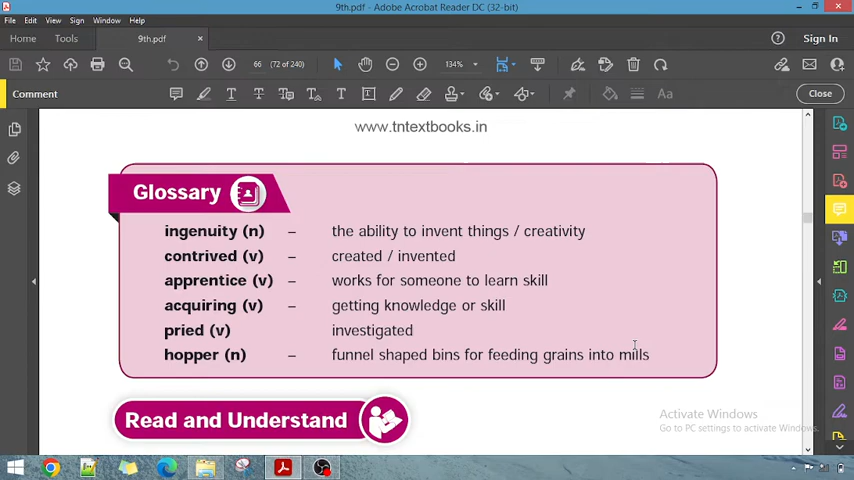 9th.pdf - Adobe Acrobat Reader DC (32-bit)
File Edit View Sign Window Help
Home Tools 9th.pdf × Sign In
66 (72 of 240) 134%
Comment Close
www.tntextbooks.in
Glossary
ingenuity (n) – the ability to invent things / creativity
contrived (v) – created / invented
apprentice (v) – works for someone to learn skill
acquiring (v) – getting knowledge or skill
pried (v) investigated
hopper (n) – funnel shaped bins for feeding grains into mills
Read and Understand
Activate Windows
Go to PC settings to activate Windows.